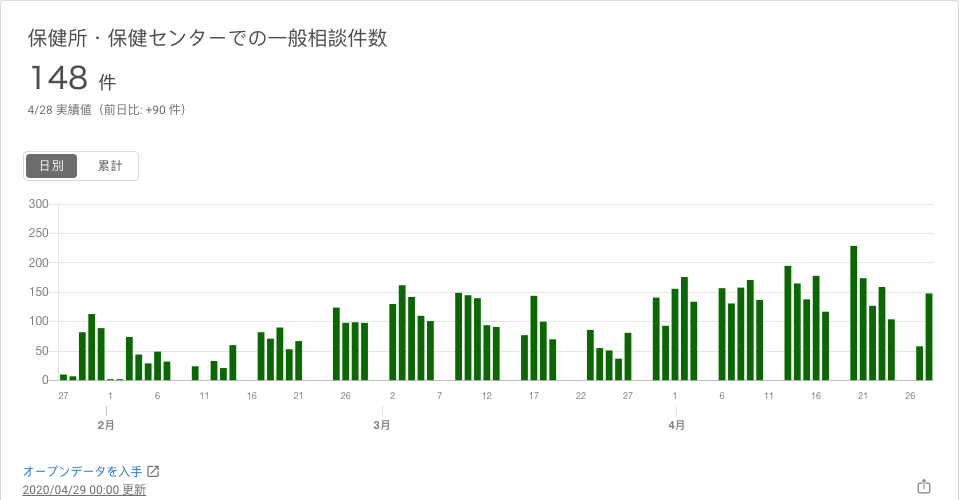 保健所・保健センターでの一般相談件数
148 件
4/28 実績値（前日比: +90 件）
日別 累計
300
250
200
150
100
50
0
27 1 6 11 16 21 26 2 7 12 17 22 27 1 6 11 16 21 26
2月 3月 4月
オープンデータを入手
2020/04/29 00:00 更新